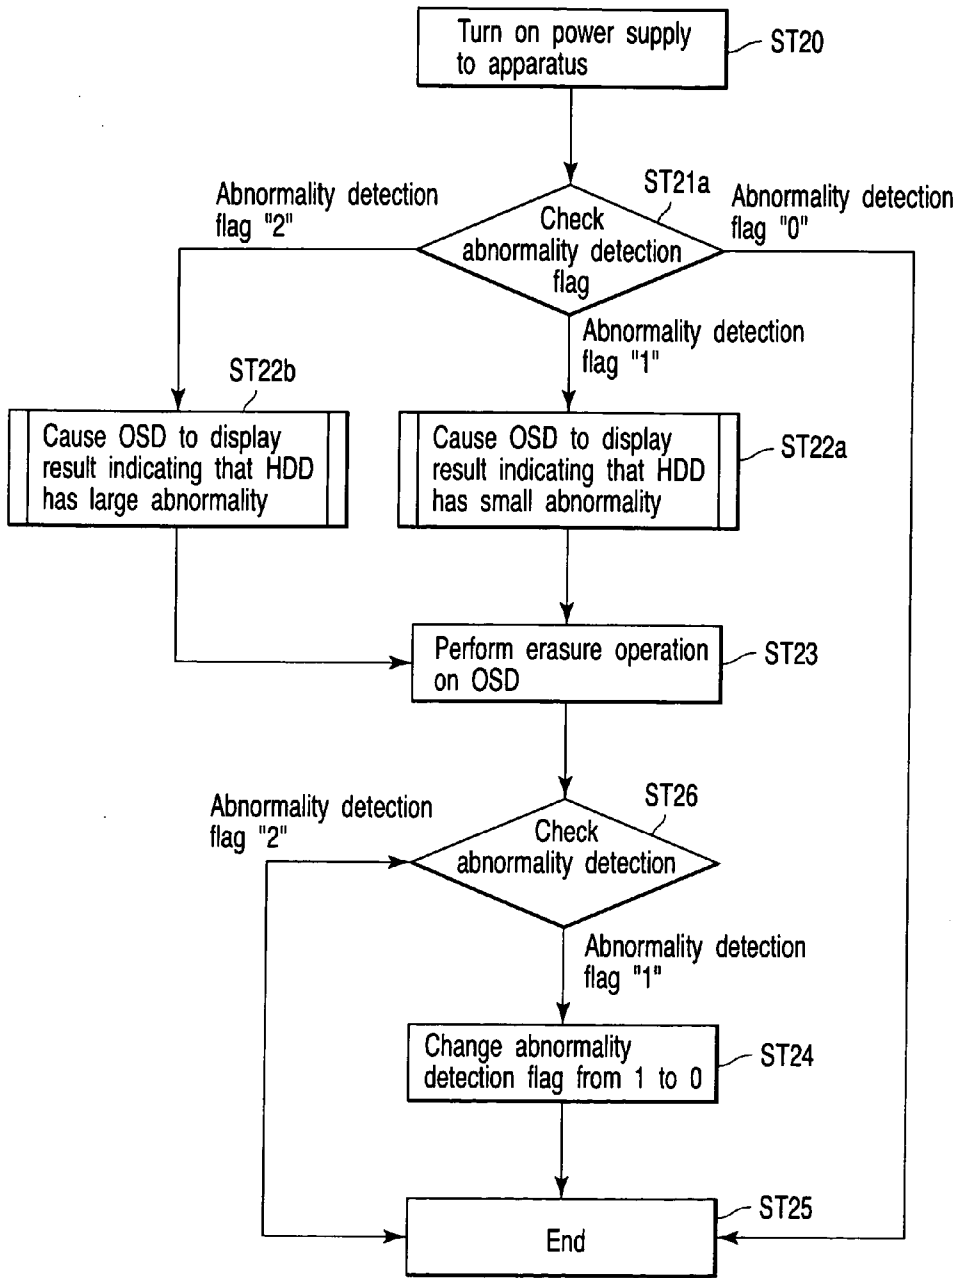 Turn on power supply
to apparatus
ST20
Abnormality detection
flag "2"
ST21a
Abnormality detection
flag "0"
Check
abnormality detection
flag
Abnormality detection
flag "1"
ST22b
Cause OSD to display
result indicating that HDD
has large abnormality
Cause OSD to display
result indicating that HDD
has small abnormality
ST22a
Perform erasure operation
on OSD
ST23
Abnormality detection
flag "2"
ST26
Check
abnormality detection
Abnormality detection
flag "1"
Change abnormality
detection flag from 1 to 0
ST24
End
ST25